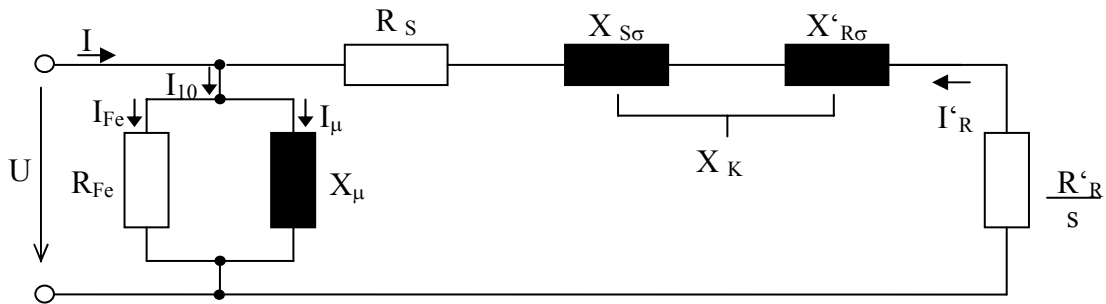 I
R S
X Sσ
X‘Rσ
I10
IFe
Iμ
I‘R
U
RFe
Xμ
X K
R‘R
s